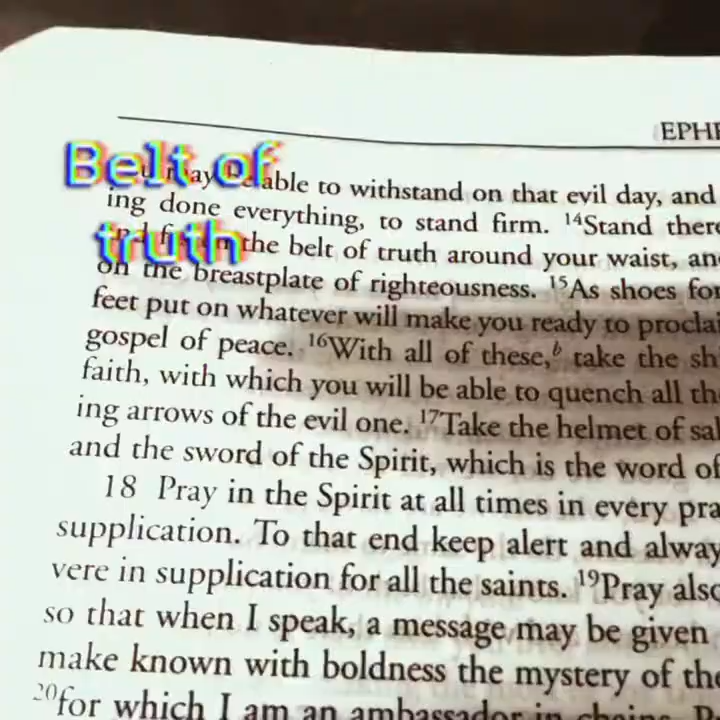 EPHE
Belt of
truth
able to withstand on that evil day, and
ing done everything, to stand firm. 14Stand there
the belt of truth around your waist, an
on the breastplate of righteousness. 15As shoes for
feet put on whatever will make you ready to proclai
gospel of peace. 16With all of these,b take the sh
faith, with which you will be able to quench all th
ing arrows of the evil one. 17Take the helmet of sal
and the sword of the Spirit, which is the word of
18 Pray in the Spirit at all times in every pra
supplication. To that end keep alert and alway
vere in supplication for all the saints. 19Pray also
so that when I speak, a message may be given
make known with boldness the mystery of the
20for which I am an ambassador in chains.